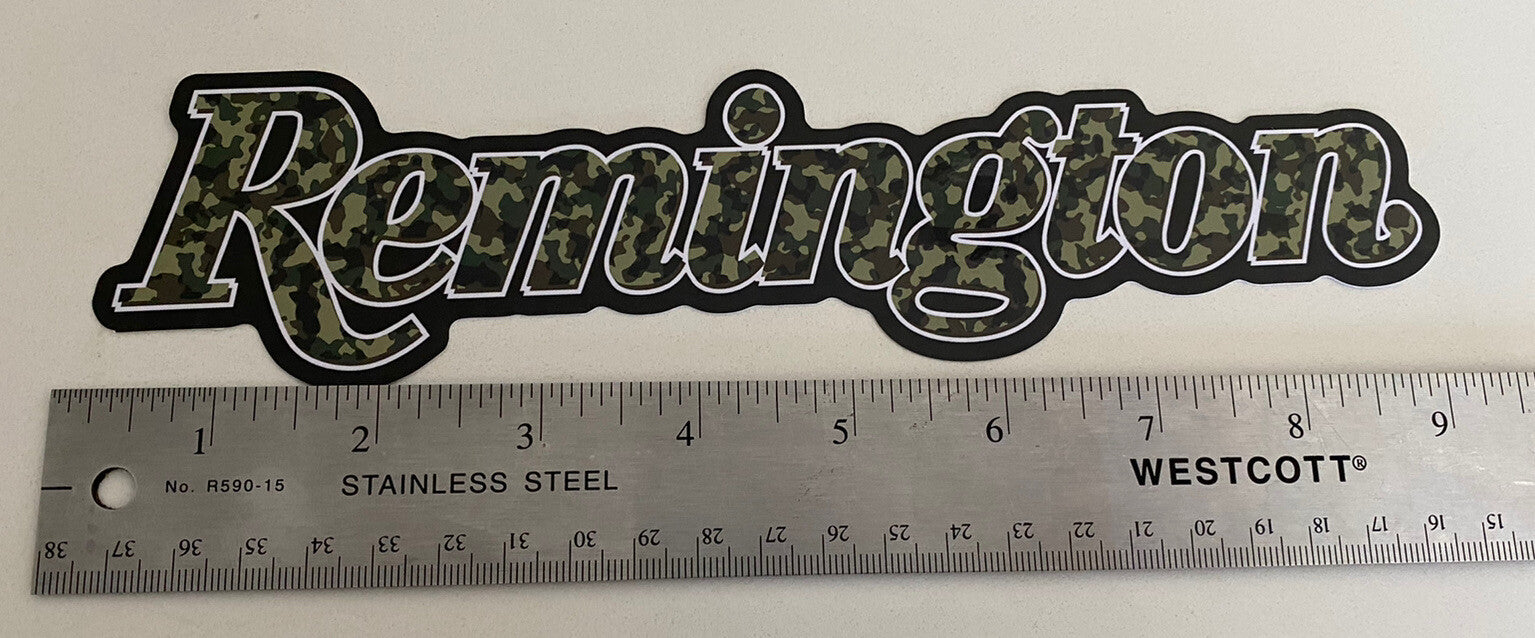 Remington
1 2 3 4 5 6 7 8 9
No. R590-15 STAINLESS STEEL WESTCOTT®
38 37 36 35 34 33 32 31 30 29 28 27 26 25 24 23 22 21 20 19 18 17 16 15